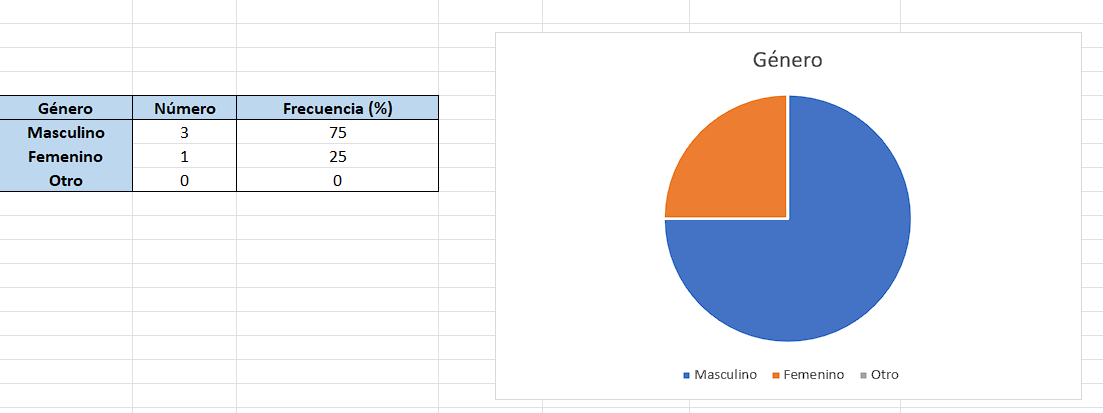 Género Número Frecuencia (%)
Masculino 3 75
Femenino 1 25
Otro 0 0
Género
Masculino Femenino Otro